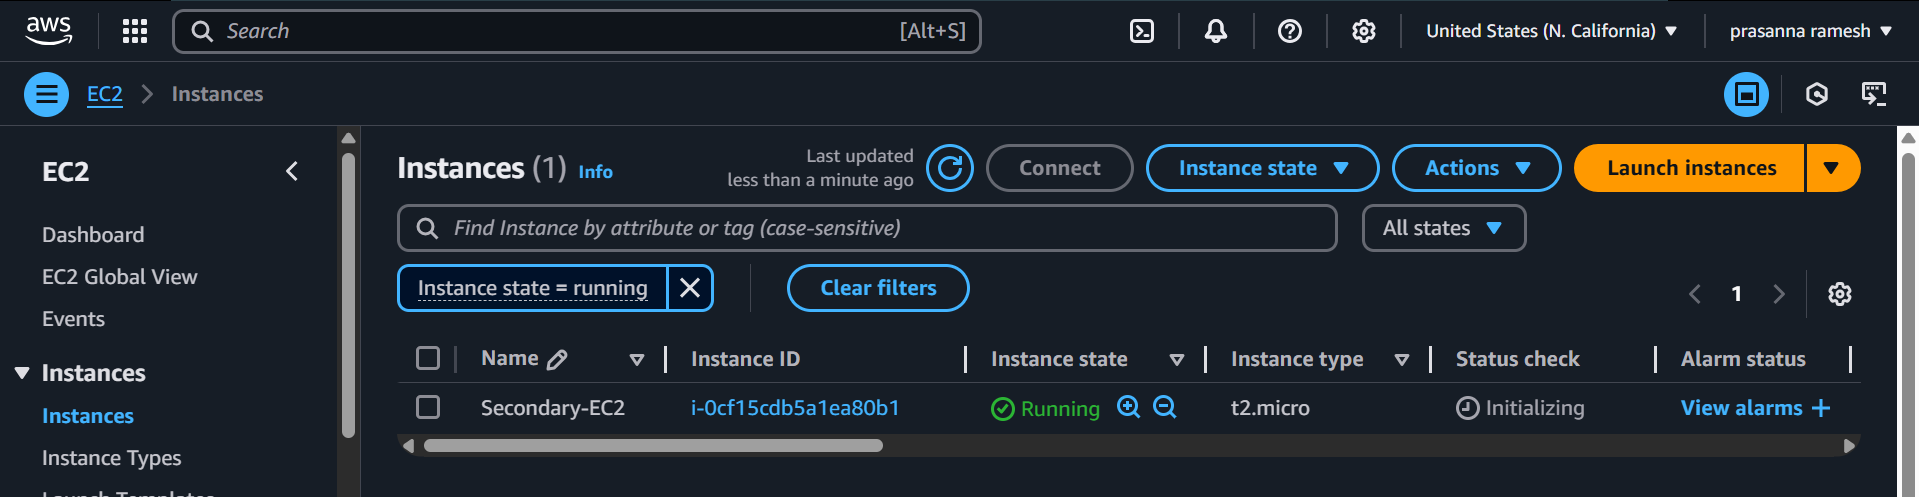 aws
Search [Alt+S]
United States (N. California) prasanna ramesh
EC2 Instances
EC2
Dashboard
EC2 Global View
Events
Instances
Instances
Instance Types
Launch Templates
Instances (1) Info
Last updated
less than a minute ago
Connect Instance state Actions Launch instances
Find Instance by attribute or tag (case-sensitive) All states
Instance state = running Clear filters
1
Name Instance ID Instance state Instance type Status check Alarm status
Secondary-EC2 i-0cf15cdb5a1ea80b1 Running t2.micro Initializing View alarms +